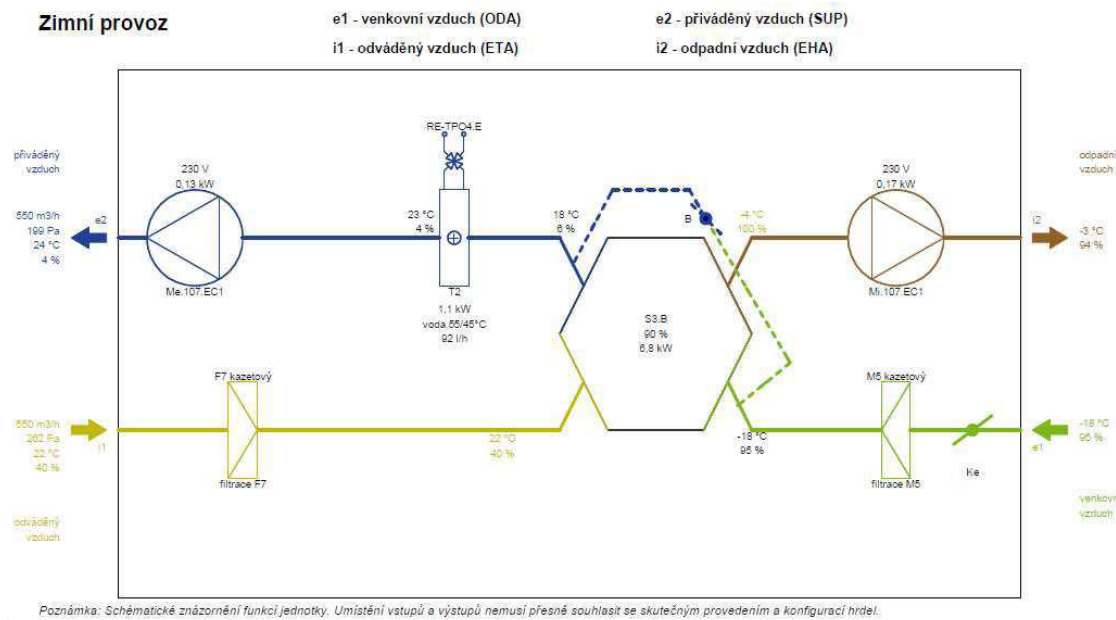 Zimní provoz
e1 - venkovní vzduch (ODA)
e2 - přiváděný vzduch (SUP)
i1 - odváděný vzduch (ETA)
i2 - odpadní vzduch (EHA)
RE-TPO4.E
přiváděný
vzduch
230 V
0,13 kW
230 V
0,17 kW
odpadní
vzduch
550 m3/h
199 Pa
24 °C
4 %
e2
23 °C
4 %
18 °C
6 %
B
-4 °C
100 %
i2
-3 °C
94 %
Me.107.EC1
T2
1,1 kW
voda 55/45°C
92 l/h
S3.B
90 %
6,8 kW
Mi.107.EC1
F7 kazetový
M5 kazetový
550 m3/h
262 Pa
22 °C
40 %
i1
22 °C
40 %
-18 °C
95 %
-18 °C
95 %
e1
filtrace F7
filtrace M5
Ke
odváděný
vzduch
venkovní
vzduch
Poznámka: Schématické znázornění funkcí jednotky. Umístění vstupů a výstupů nemusí přesně souhlasit se skutečným provedením a konfigurací hrdel.